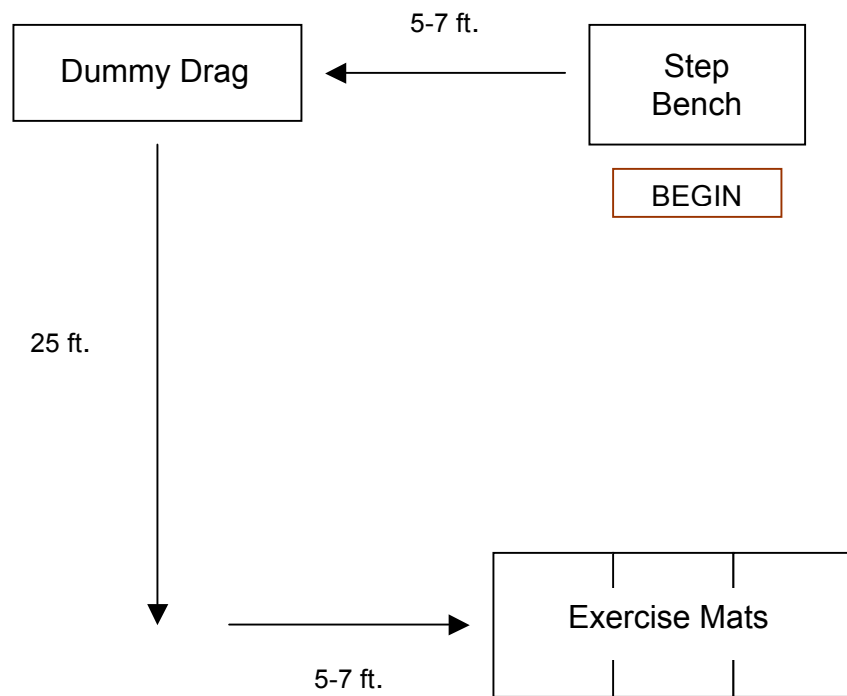 5-7 ft.
Dummy Drag
Step
Bench
BEGIN
25 ft.
Exercise Mats
5-7 ft.